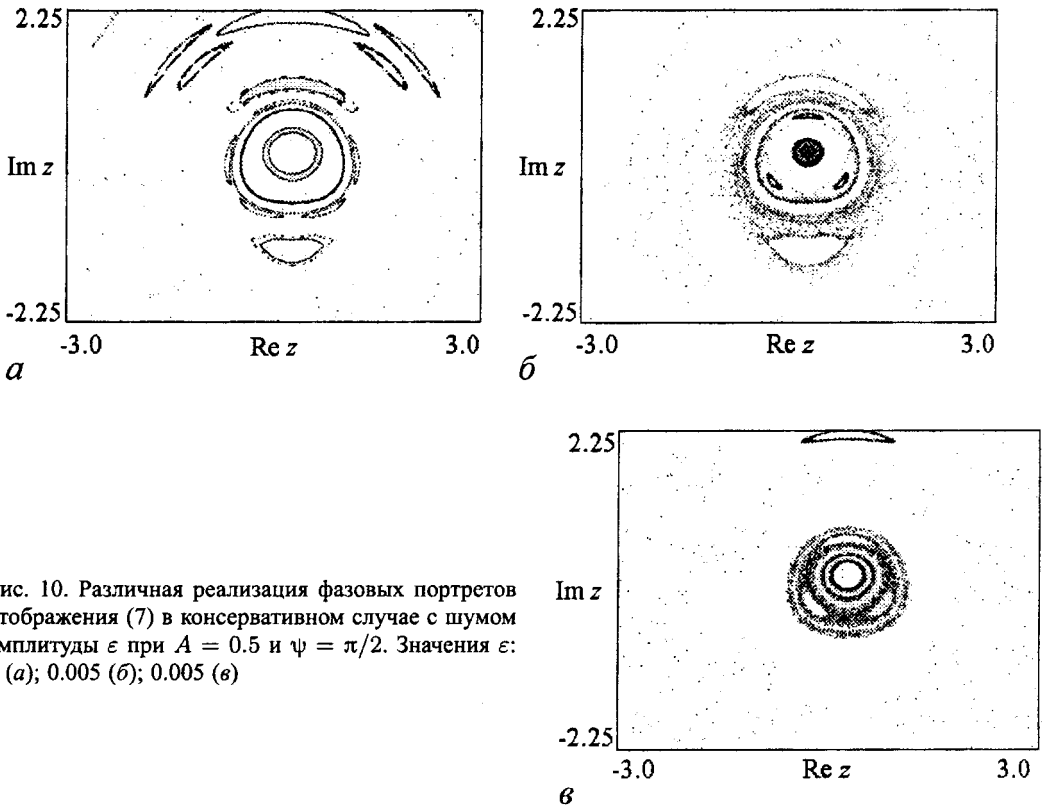 2.25
Im z
-2.25
-3.0
Re z
3.0
а
2.25
Im z
-2.25
-3.0
Re z
3.0
б
2.25
Im z
-2.25
-3.0
Re z
3.0
в
ис. 10. Различная реализация фазовых портретов
тображения (7) в консервативном случае с шумом
мплитуды ε при A = 0.5 и ψ = π/2. Значения ε:
(а); 0.005 (б); 0.005 (в)